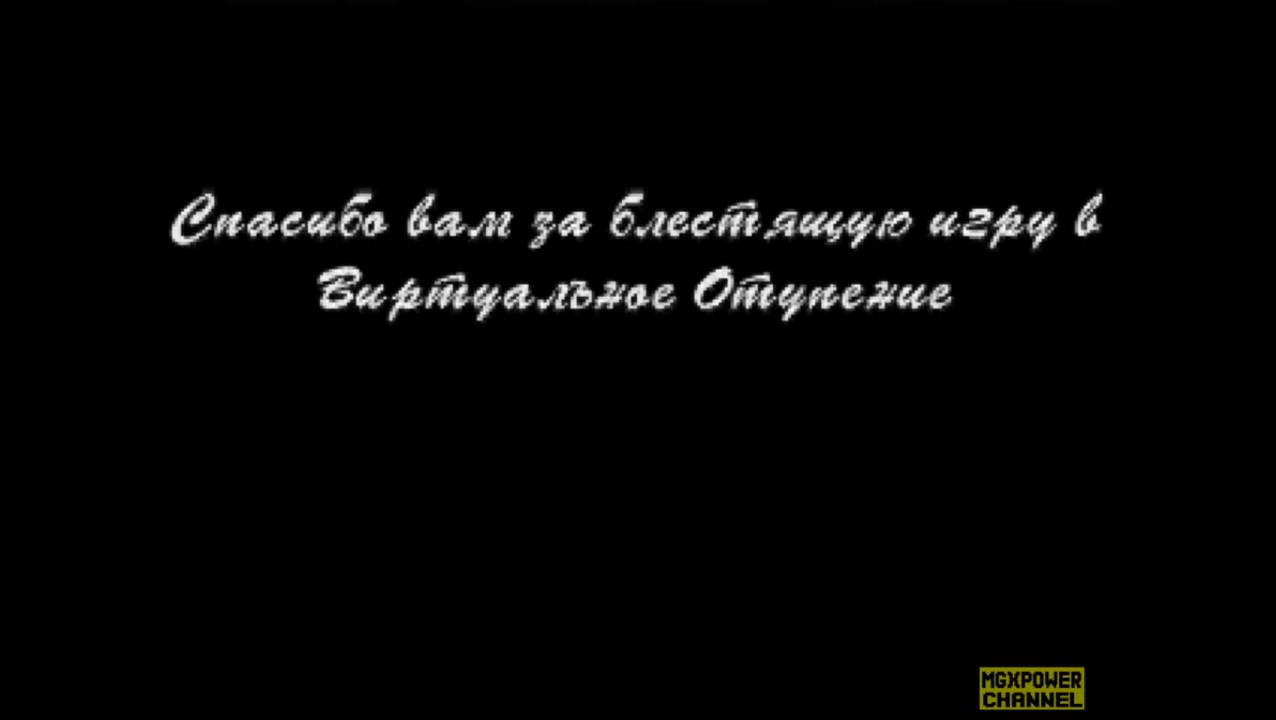 Спасибо вам за блестящую игру в
Виртуальное Отупение
MGXPOWER
CHANNEL